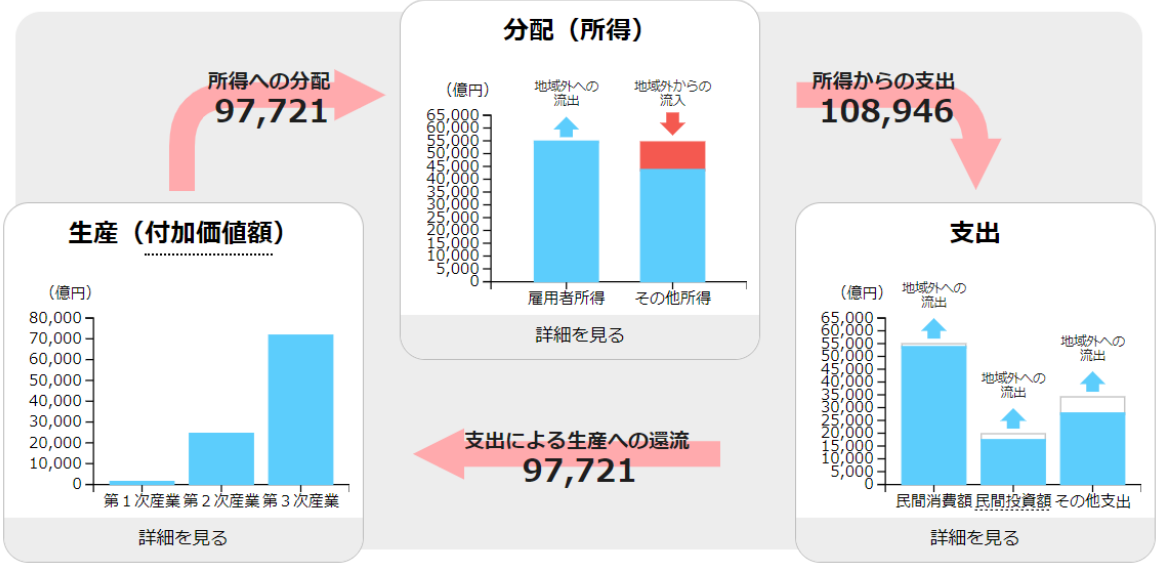 分配（所得）
所得への分配
97,721
所得からの支出
108,946
（億円）
地域外への
流出
地域外からの
流入
65,000
60,000
55,000
50,000
45,000
40,000
35,000
30,000
25,000
20,000
15,000
10,000
5,000
0
雇用者所得
その他所得
詳細を見る
生産（付加価値額）
（億円）
80,000
70,000
60,000
50,000
40,000
30,000
20,000
10,000
0
第１次産業
第２次産業
第３次産業
詳細を見る
支出による生産への還流
97,721
支出
（億円）
地域外への
流出
地域外への
流出
地域外への
流出
65,000
60,000
55,000
50,000
45,000
40,000
35,000
30,000
25,000
20,000
15,000
10,000
5,000
0
民間消費額
民間投資額
その他支出
詳細を見る